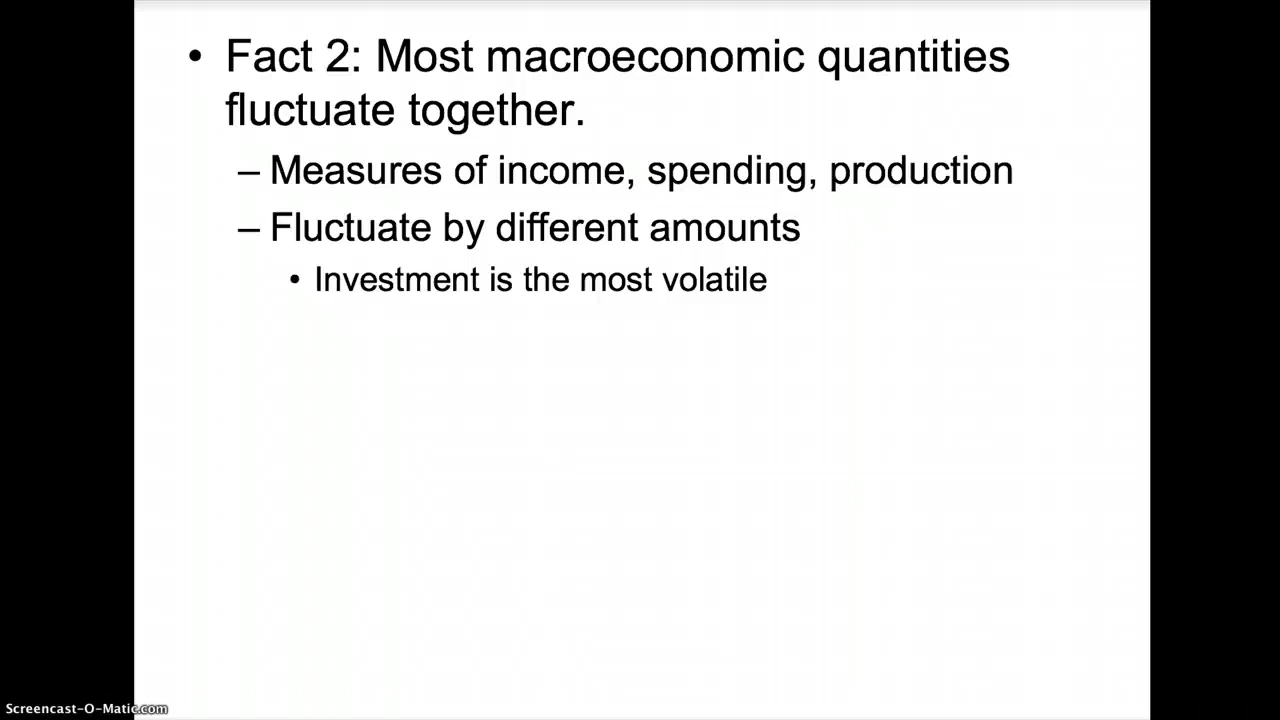 • Fact 2: Most macroeconomic quantities
fluctuate together.
– Measures of income, spending, production
– Fluctuate by different amounts
• Investment is the most volatile
Screencast-O-Matic.com